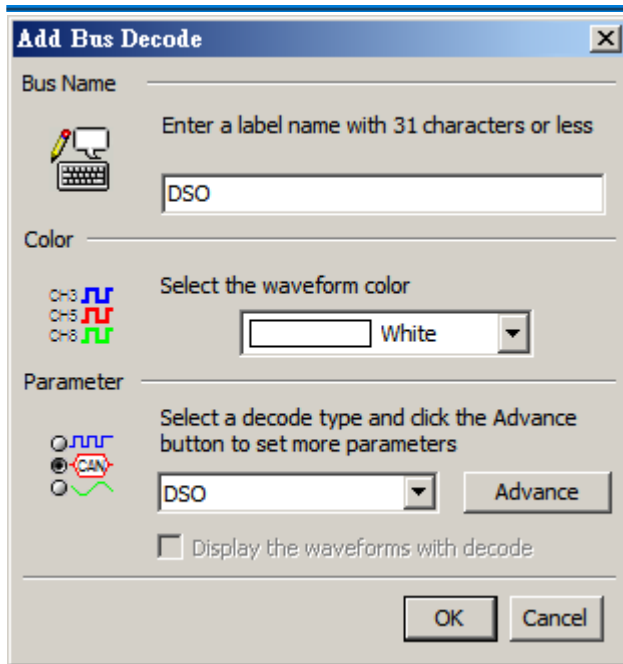 Add Bus Decode
Bus Name
Enter a label name with 31 characters or less
DSO
Color
CH3
CH5
CH8
Select the waveform color
White
Parameter
Select a decode type and click the Advance
button to set more parameters
CAN
DSO
Advance
Display the waveforms with decode
OK
Cancel